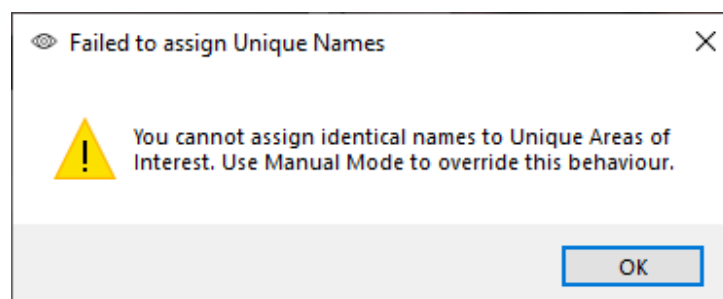 Failed to assign Unique Names
You cannot assign identical names to Unique Areas of
Interest. Use Manual Mode to override this behaviour.
OK